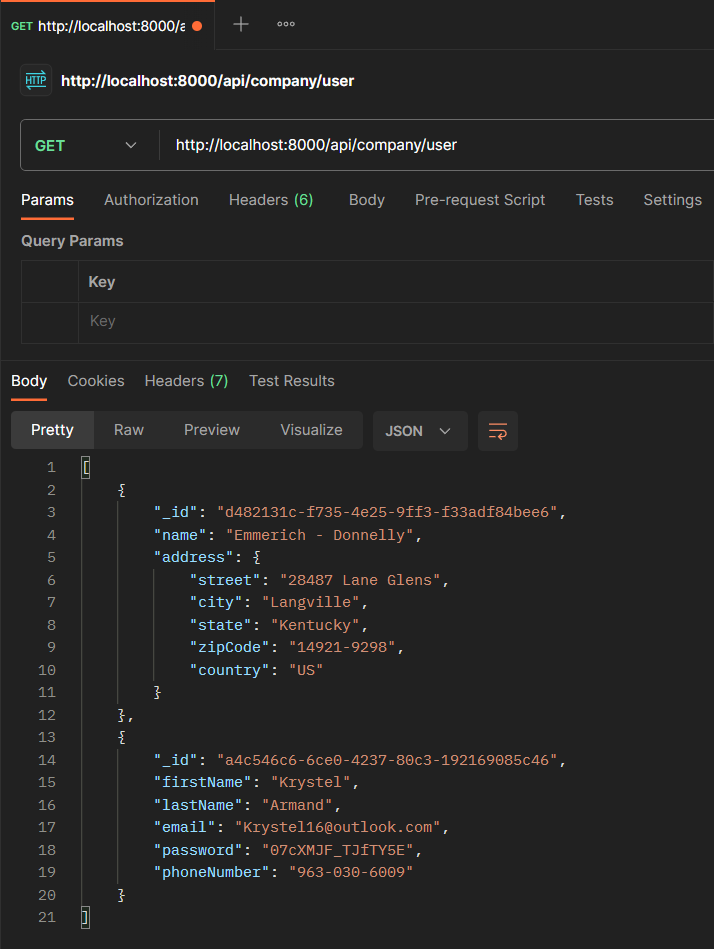 GET http://localhost:8000/a
HTTP http://localhost:8000/api/company/user
GET http://localhost:8000/api/company/user
Params Authorization Headers (6) Body Pre-request Script Tests Settings
Query Params
Key
Key
Body Cookies Headers (7) Test Results
Pretty Raw Preview Visualize JSON
1 [
2 {
3 "_id": "d482131c-f735-4e25-9ff3-f33adf84bee6",
4 "name": "Emmerich - Donnelly",
5 "address": {
6 "street": "28487 Lane Glens",
7 "city": "Langville",
8 "state": "Kentucky",
9 "zipCode": "14921-9298",
10 "country": "US"
11 }
12 },
13 {
14 "_id": "a4c546c6-6ce0-4237-80c3-192169085c46",
15 "firstName": "Krystel",
16 "lastName": "Armand",
17 "email": "Krystel16@outlook.com",
18 "password": "07cXMJF_TJfTY5E",
19 "phoneNumber": "963-030-6009"
20 }
21 ]